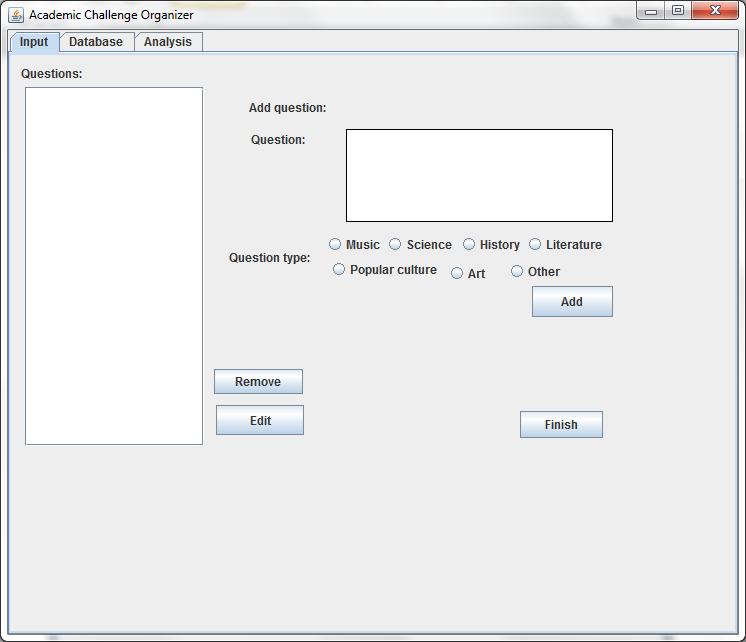 Academic Challenge Organizer
Input Database Analysis
Questions:
Add question:
Question:
Question type:
Music Science History Literature
Popular culture Art Other
Add
Remove
Edit
Finish